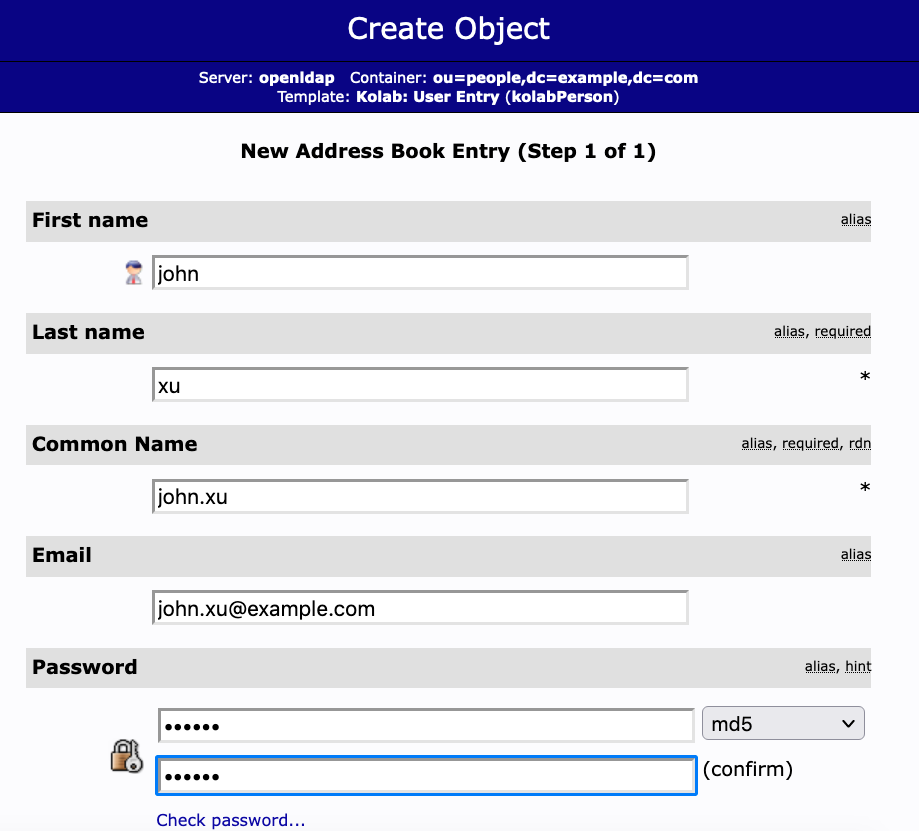 Create Object
Server: openldap Container: ou=people,dc=example,dc=com
Template: Kolab: User Entry (kolabPerson)
New Address Book Entry (Step 1 of 1)
First name alias
john
Last name alias, required
xu *
Common Name alias, required, rdn
john.xu *
Email alias
john.xu@example.com
Password alias, hint
•••••• md5
•••••• (confirm)
Check password...